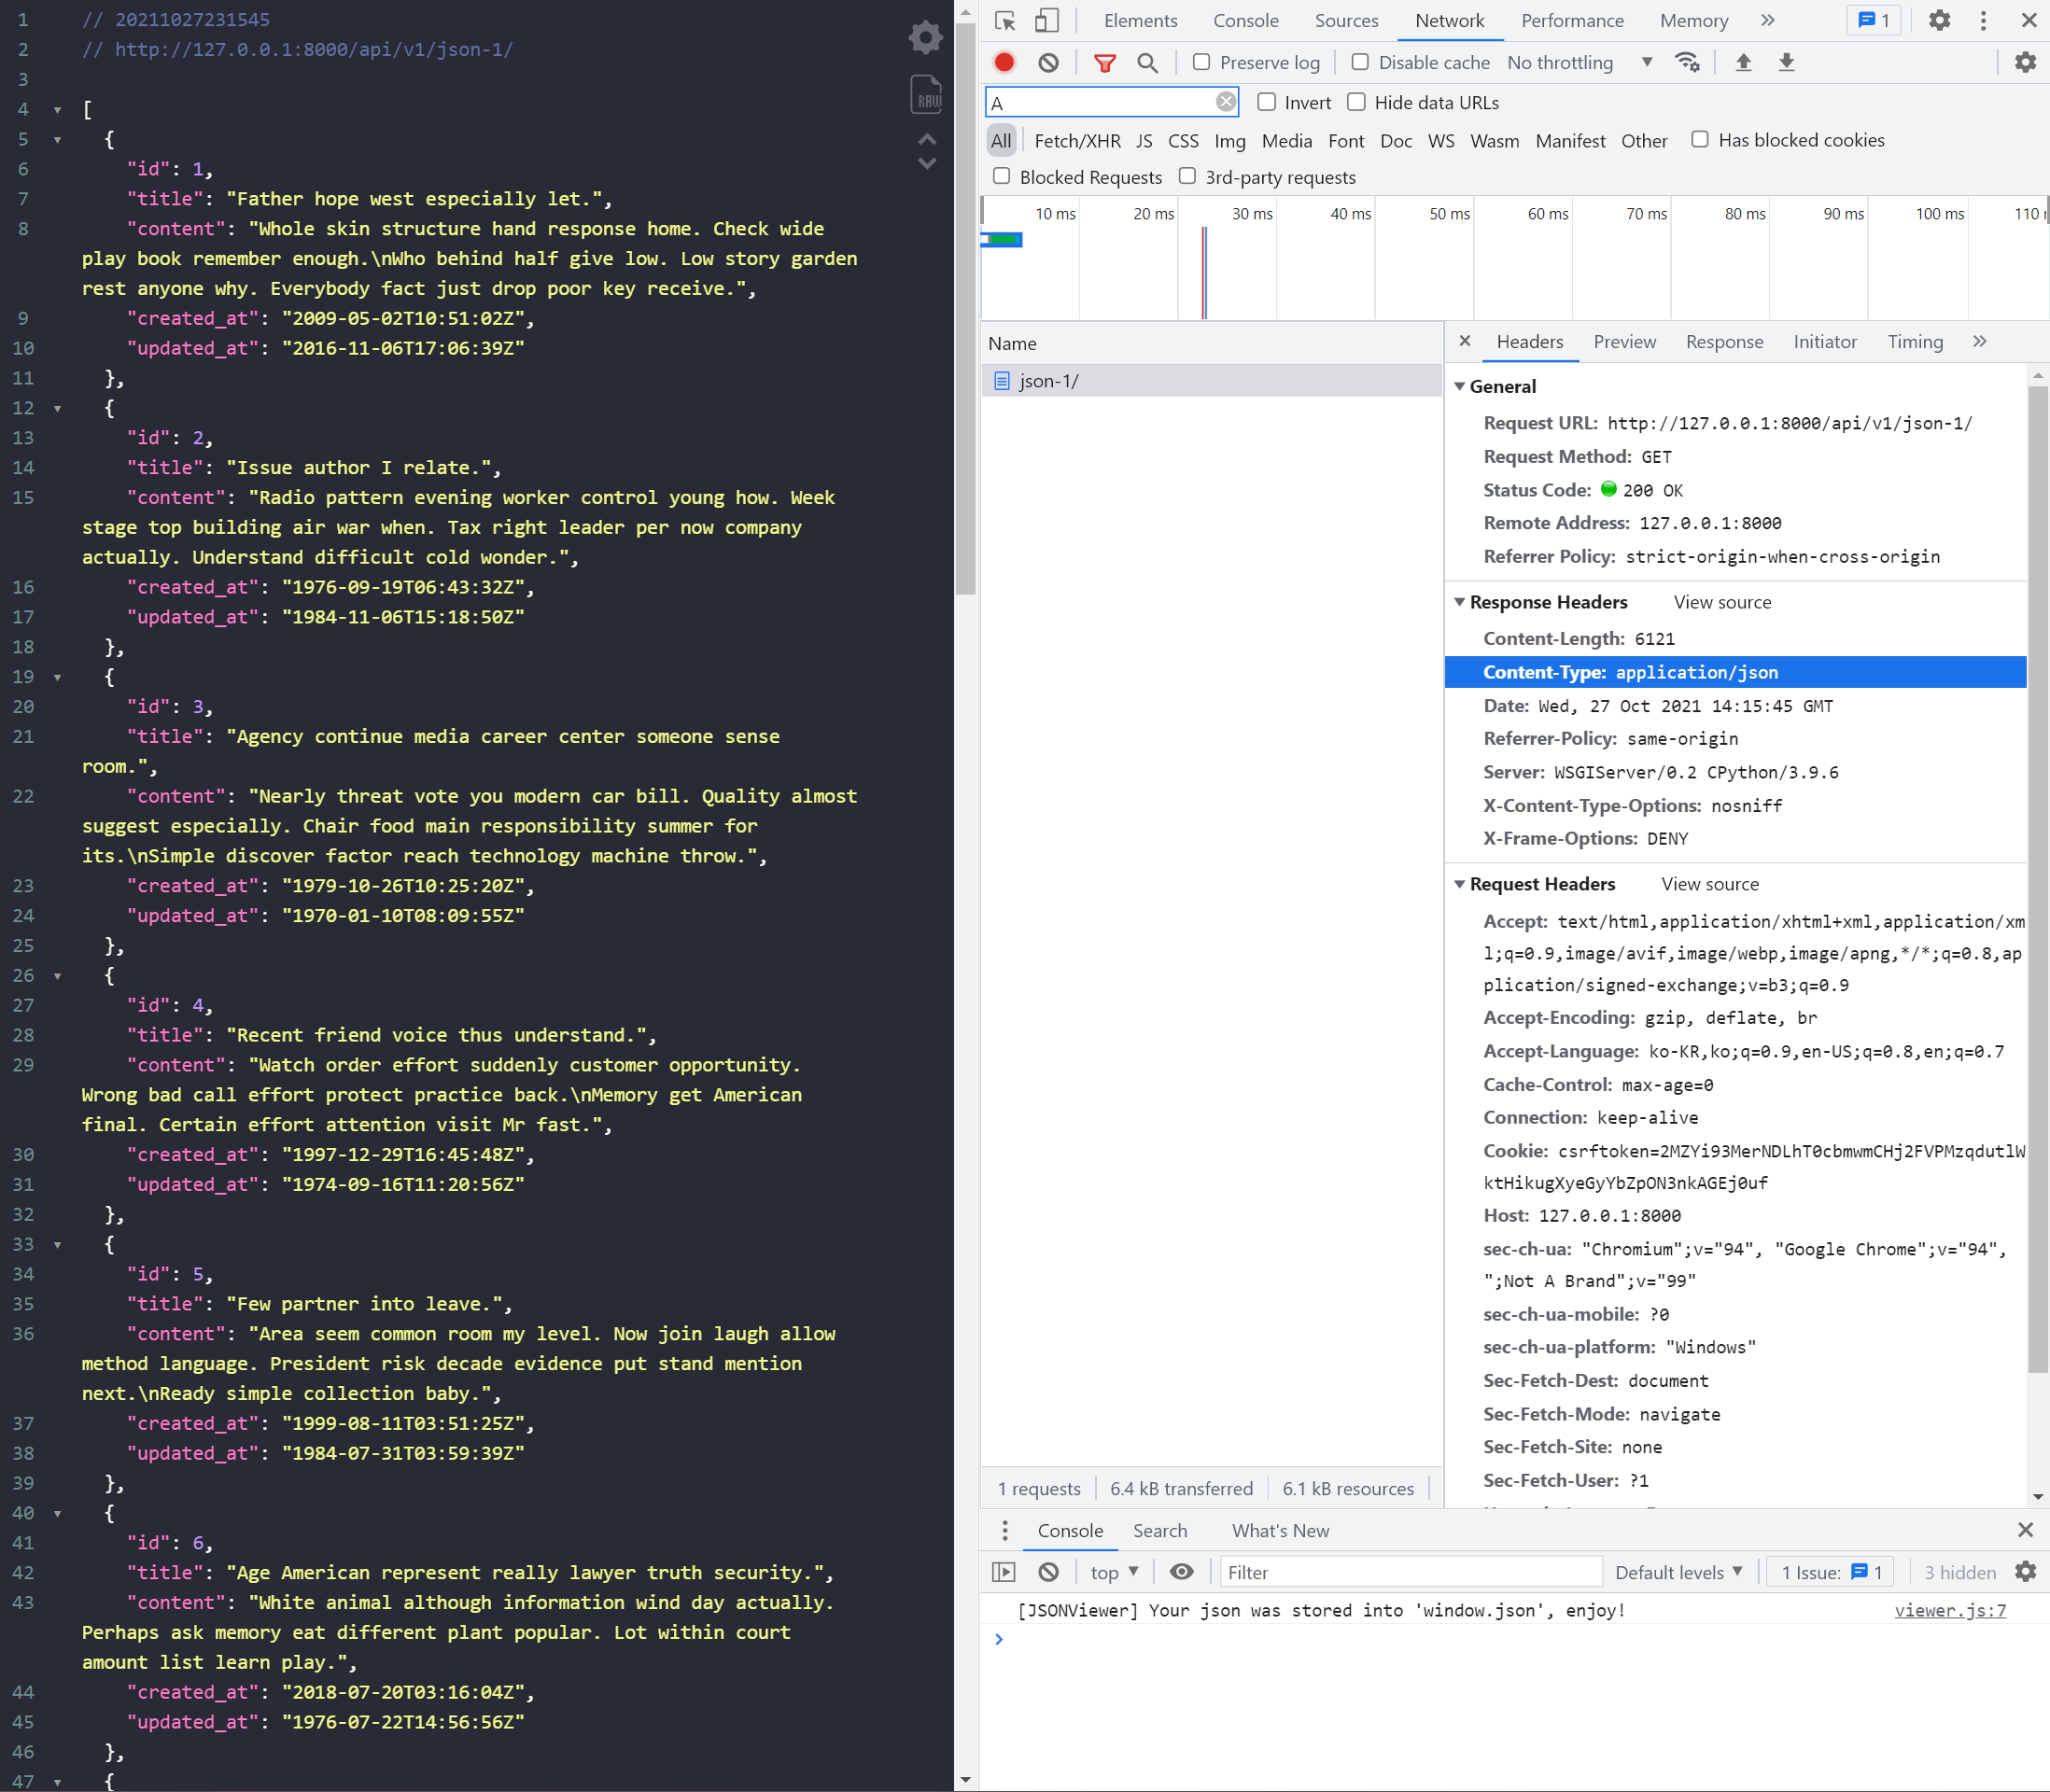 1 // 20211027231545
2 // http://127.0.0.1:8000/api/v1/json-1/
3
4 [
5 {
6 "id": 1,
7 "title": "Father hope west especially let.",
8 "content": "Whole skin structure hand response home. Check wide
play book remember enough.\nWho behind half give low. Low story garden
rest anyone why. Everybody fact just drop poor key receive.",
9 "created_at": "2009-05-02T10:51:02Z",
10 "updated_at": "2016-11-06T17:06:39Z"
11 },
12 {
13 "id": 2,
14 "title": "Issue author I relate.",
15 "content": "Radio pattern evening worker control young how. Week
stage top building air war when. Tax right leader per now company
actually. Understand difficult cold wonder.",
16 "created_at": "1976-09-19T06:43:32Z",
17 "updated_at": "1984-11-06T15:18:50Z"
18 },
19 {
20 "id": 3,
21 "title": "Agency continue media career center someone sense
room.",
22 "content": "Nearly threat vote you modern car bill. Quality almost
suggest especially. Chair food main responsibility summer for
its.\nSimple discover factor reach technology machine throw.",
23 "created_at": "1979-10-26T10:25:20Z",
24 "updated_at": "1970-01-10T08:09:55Z"
25 },
26 {
27 "id": 4,
28 "title": "Recent friend voice thus understand.",
29 "content": "Watch order effort suddenly customer opportunity.
Wrong bad call effort protect practice back.\nMemory get American
final. Certain effort attention visit Mr fast.",
30 "created_at": "1997-12-29T16:45:48Z",
31 "updated_at": "1974-09-16T11:20:56Z"
32 },
33 {
34 "id": 5,
35 "title": "Few partner into leave.",
36 "content": "Area seem common room my level. Now join laugh allow
method language. President risk decade evidence put stand mention
next.\nReady simple collection baby.",
37 "created_at": "1999-08-11T03:51:25Z",
38 "updated_at": "1984-07-31T03:59:39Z"
39 },
40 {
41 "id": 6,
42 "title": "Age American represent really lawyer truth security.",
43 "content": "White animal although information wind day actually.
Perhaps ask memory eat different plant popular. Lot within court
amount list learn play.",
44 "created_at": "2018-07-20T03:16:04Z",
45 "updated_at": "1976-07-22T14:56:56Z"
46 },
47 {
RAW
Elements Console Sources Network Performance Memory 1
Preserve log Disable cache No throttling
A Invert Hide data URLs
All Fetch/XHR JS CSS Img Media Font Doc WS Wasm Manifest Other Has blocked cookies
Blocked Requests 3rd-party requests
10 ms 20 ms 30 ms 40 ms 50 ms 60 ms 70 ms 80 ms 90 ms 100 ms 110
Name
json-1/
Headers Preview Response Initiator Timing
General
Request URL: http://127.0.0.1:8000/api/v1/json-1/
Request Method: GET
Status Code: 200 OK
Remote Address: 127.0.0.1:8000
Referrer Policy: strict-origin-when-cross-origin
Response Headers View source
Content-Length: 6121
Content-Type: application/json
Date: Wed, 27 Oct 2021 14:15:45 GMT
Referrer-Policy: same-origin
Server: WSGIServer/0.2 CPython/3.9.6
X-Content-Type-Options: nosniff
X-Frame-Options: DENY
Request Headers View source
Accept: text/html,application/xhtml+xml,application/xm
l;q=0.9,image/avif,image/webp,image/apng,*/*;q=0.8,ap
plication/signed-exchange;v=b3;q=0.9
Accept-Encoding: gzip, deflate, br
Accept-Language: ko-KR,ko;q=0.9,en-US;q=0.8,en;q=0.7
Cache-Control: max-age=0
Connection: keep-alive
Cookie: csrftoken=2MZYi93MerNDLhT0cbmwmCHj2FVPMzqdutlW
ktHikugXyeGyYbZpON3nkAGEj0uf
Host: 127.0.0.1:8000
sec-ch-ua: "Chromium";v="94", "Google Chrome";v="94",
";Not A Brand";v="99"
sec-ch-ua-mobile: ?0
sec-ch-ua-platform: "Windows"
Sec-Fetch-Dest: document
Sec-Fetch-Mode: navigate
Sec-Fetch-Site: none
Sec-Fetch-User: ?1
1 requests 6.4 kB transferred 6.1 kB resources
Console Search What's New
top Filter Default levels 1 Issue: 1 3 hidden
[JSONViewer] Your json was stored into 'window.json', enjoy! viewer.js:7